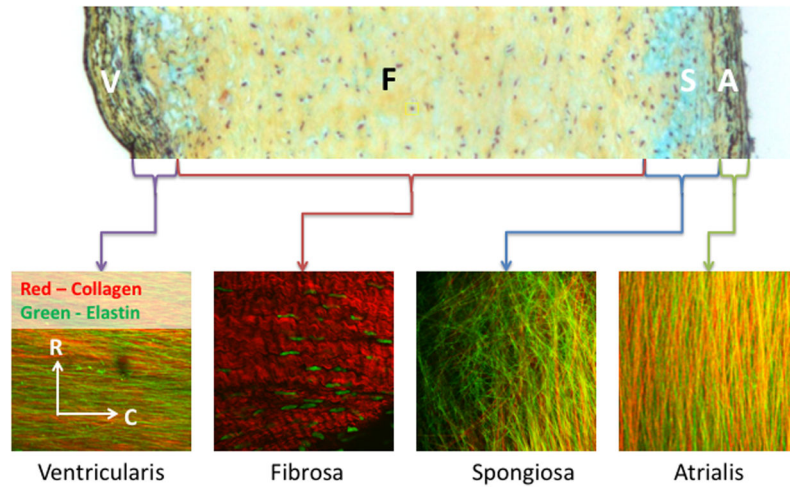 V F S A
Red – Collagen
Green - Elastin
R
C
Ventricularis Fibrosa Spongiosa Atrialis